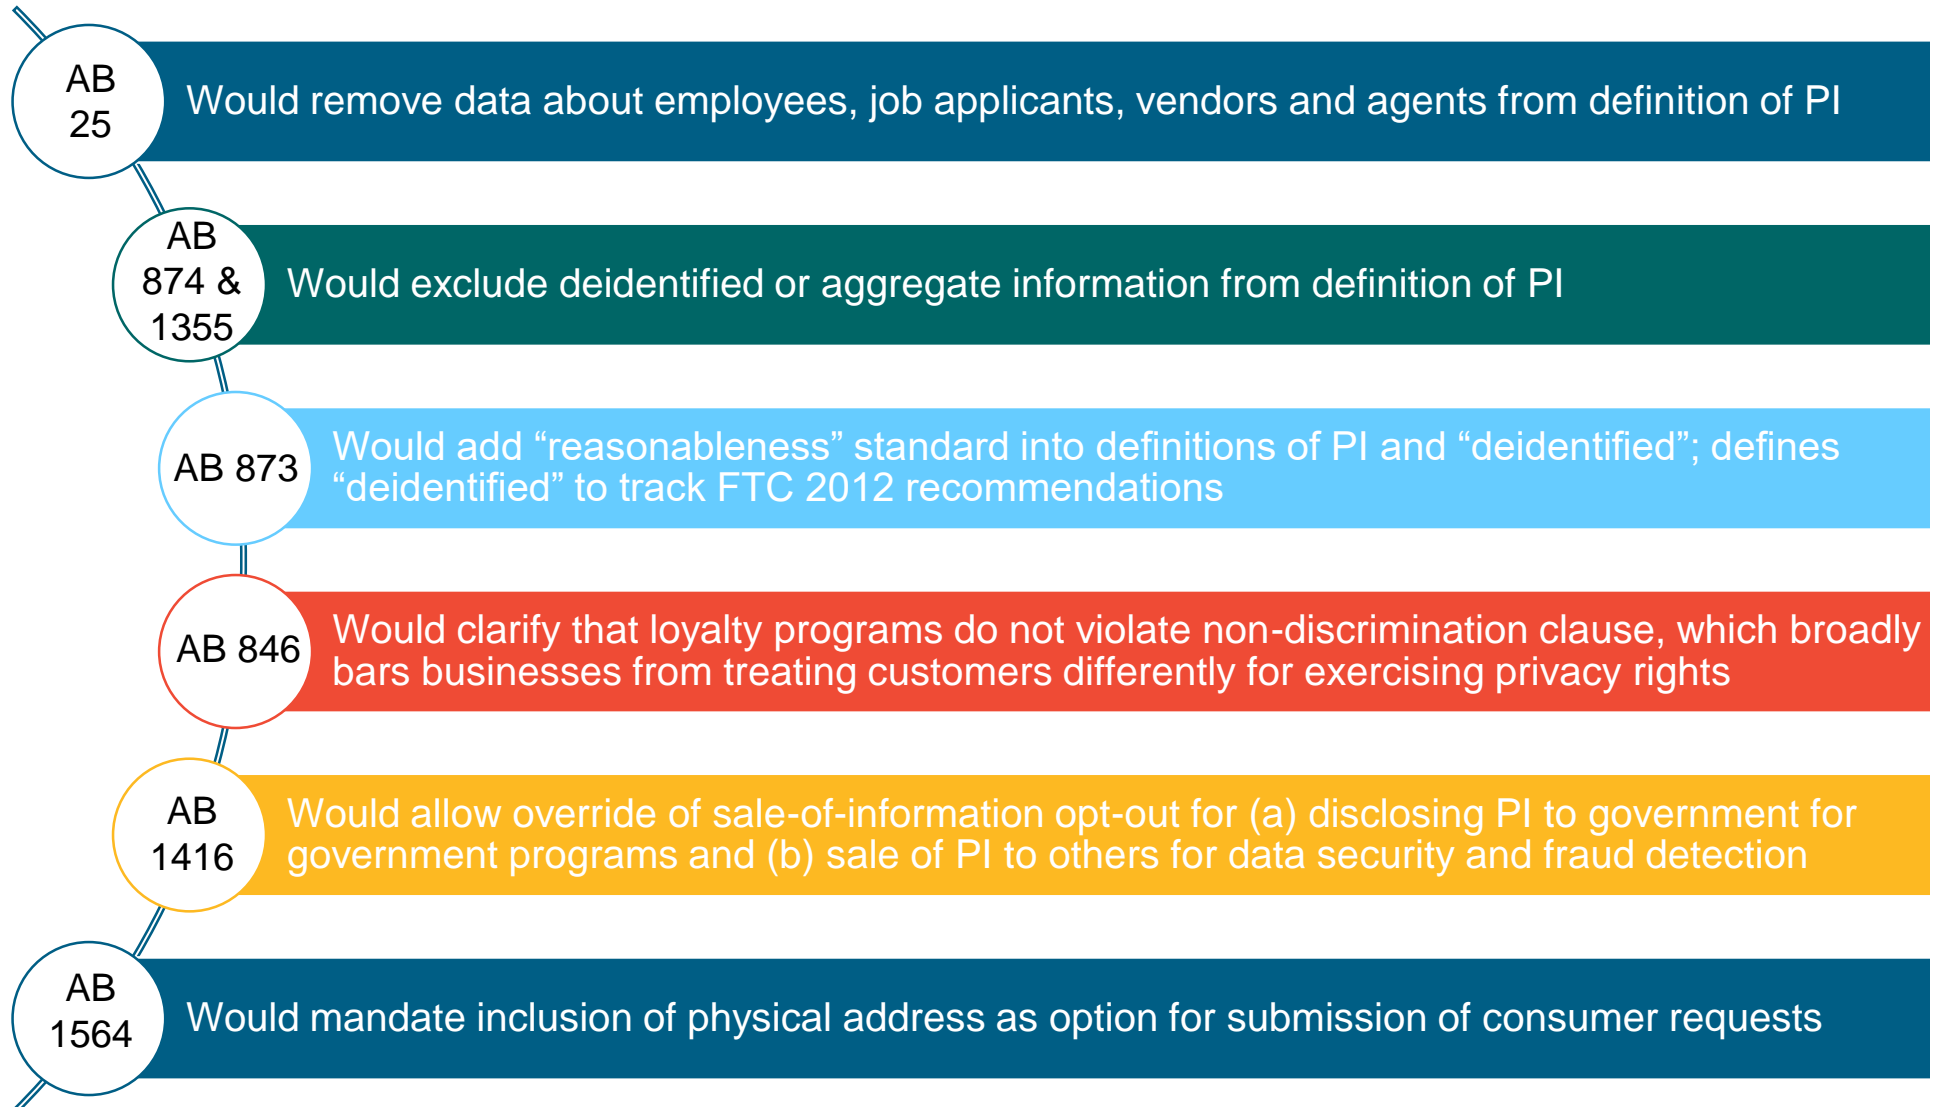 AB
25
Would remove data about employees, job applicants, vendors and agents from definition of PI
AB
874 &
1355
Would exclude deidentified or aggregate information from definition of PI
AB 873
Would add “reasonableness” standard into definitions of PI and “deidentified”; defines
“deidentified” to track FTC 2012 recommendations
AB 846
Would clarify that loyalty programs do not violate non-discrimination clause, which broadly
bars businesses from treating customers differently for exercising privacy rights
AB
1416
Would allow override of sale-of-information opt-out for (a) disclosing PI to government for
government programs and (b) sale of PI to others for data security and fraud detection
AB
1564
Would mandate inclusion of physical address as option for submission of consumer requests